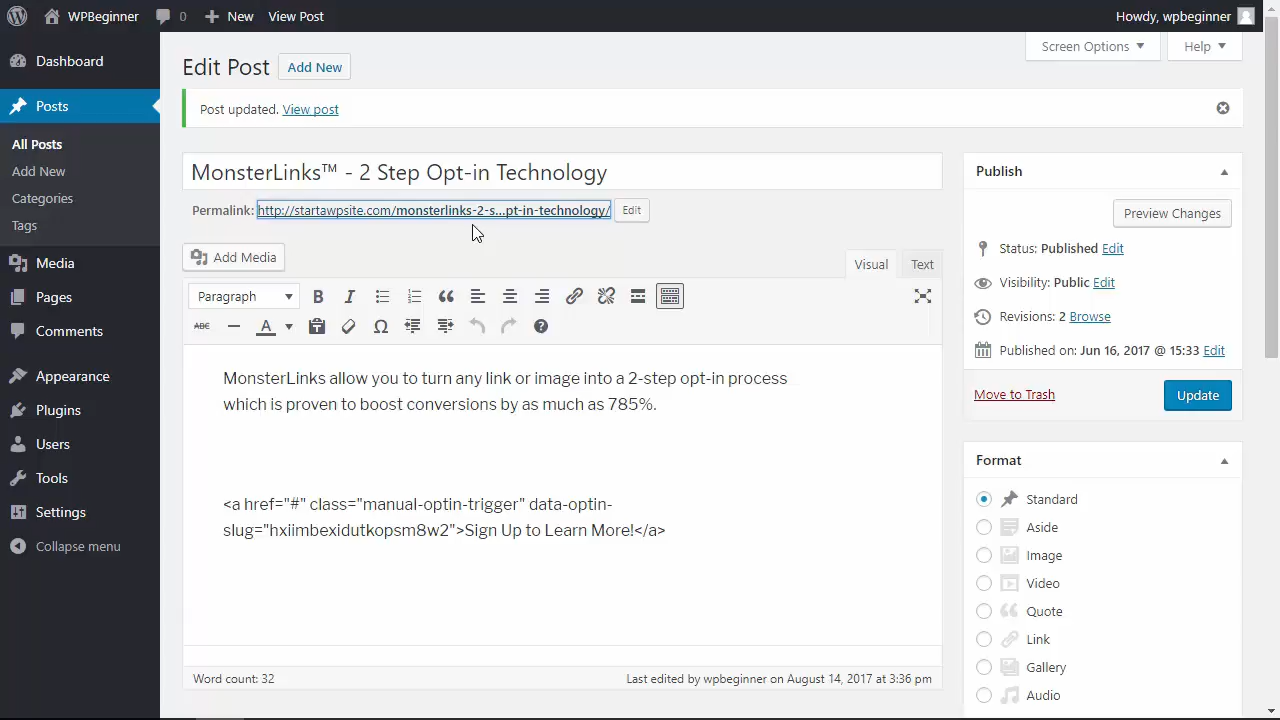 WPBeginner 0 New View Post Howdy, wpbeginner
Screen Options Help
Dashboard
Posts
All Posts
Add New
Categories
Tags
Media
Pages
Comments
Appearance
Plugins
Users
Tools
Settings
Collapse menu
Edit Post Add New
Post updated. View post
MonsterLinks™ - 2 Step Opt-in Technology
Permalink: http://startawpsite.com/monsterlinks-2-s...pt-in-technology/ Edit
Add Media
Visual Text
Paragraph B I
ABC A
MonsterLinks allow you to turn any link or image into a 2-step opt-in process
which is proven to boost conversions by as much as 785%.
<a href="#" class="manual-optin-trigger" data-optin-
slug="hxiinbexidutkopsm8w2">Sign Up to Learn More!</a>
Word count: 32 Last edited by wpbeginner on August 14, 2017 at 3:36 pm
Publish
Preview Changes
Status: Published Edit
Visibility: Public Edit
Revisions: 2 Browse
Published on: Jun 16, 2017 @ 15:33 Edit
Move to Trash Update
Format
Standard
Aside
Image
Video
Quote
Link
Gallery
Audio